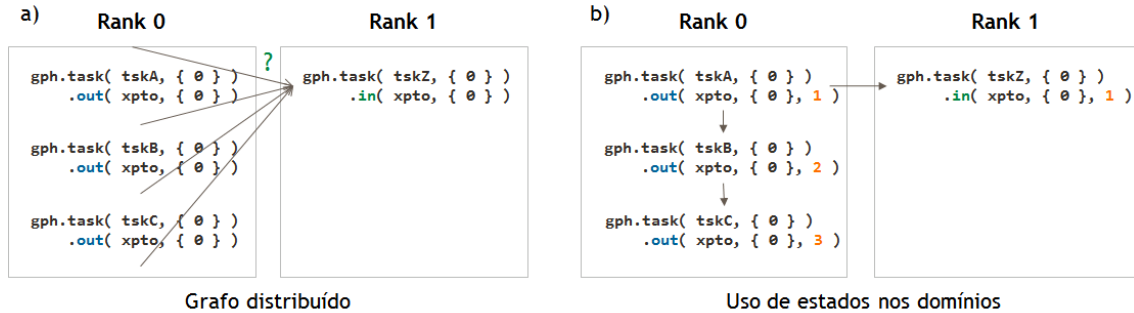 a)
Rank 0
Rank 1
?
gph.task( tskA, { 0 } )
.out( xpto, { 0 } )
gph.task( tskB, { 0 } )
.out( xpto, { 0 } )
gph.task( tskC, { 0 } )
.out( xpto, { 0 } )
gph.task( tskZ, { 0 } )
.in( xpto, { 0 } )
Grafo distribuído
b)
Rank 0
Rank 1
gph.task( tskA, { 0 } )
.out( xpto, { 0 }, 1 )
gph.task( tskB, { 0 } )
.out( xpto, { 0 }, 2 )
gph.task( tskC, { 0 } )
.out( xpto, { 0 }, 3 )
gph.task( tskZ, { 0 } )
.in( xpto, { 0 }, 1 )
Uso de estados nos domínios